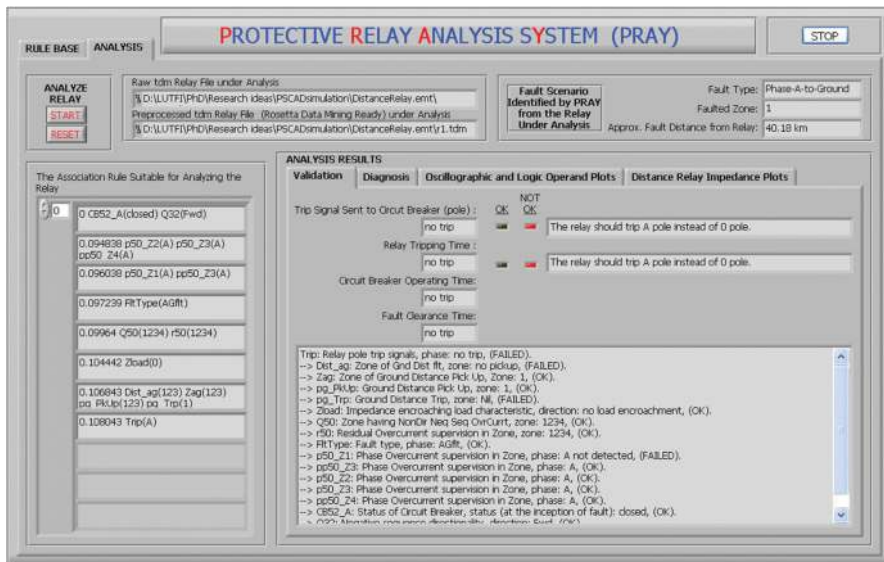 PROTECTIVE RELAY ANALYSIS SYSTEM (PRAY)
STOP
RULE BASE
ANALYSIS
ANALYZE
RELAY
START
RESET
Raw tdm Relay File under Analysis
D:\LUTFI\PhD\Research ideas\PSCADsimulation\DistanceRelay.emt\
Preprocessed tdm Relay File (Rosetta Data Mining Ready) under Analysis
D:\LUTFI\PhD\Research ideas\PSCADsimulation\DistanceRelay.emt\r1.tdm
Fault Scenario
Identified by PRAY
from the Relay
Under Analysis
Fault Type: Phase-A-to-Ground
Faulted Zone: 1
Approx. Fault Distance from Relay: 40.18 km
The Association Rule Suitable for Analyzing the
Relay
0
0 CB52_A(closed) Q32(Fwd)
0.094838 p50_Z2(A) p50_Z3(A)
pp50_Z4(A)
0.096038 p50_Z1(A) pp50_Z3(A)
0.097239 FltType(AGflt)
0.09964 Q50(1234) r50(1234)
0.104442 Zload(0)
0.106843 Dist_ag(123) Zag(123)
pg_PkUp(123) pg_Trp(1)
0.108043 Trip(A)
ANALYSIS RESULTS
Validation
Diagnosis
Oscillographic and Logic Operand Plots
Distance Relay Impedance Plots
Trip Signal Sent to Circut Breaker (pole) :
OK
NOT
OK
no trip
The relay should trip A pole instead of 0 pole.
Relay Tripping Time :
no trip
The relay should trip A pole instead of 0 pole.
Circuit Breaker Operating Time:
no trip
Fault Clearance Time:
no trip
Trip: Relay pole trip signals, phase: no trip, (FAILED).
--> Dist_ag: Zone of Gnd Dist flt, zone: no pickup, (FAILED).
--> Zag: Zone of Ground Distance Pick Up, Zone: 1, (OK).
--> pg_PkUp: Ground Distance Pick Up, zone: 1, (OK).
--> pg_Trp: Ground Distance Trip, zone: Nil, (FAILED).
--> Zload: Impedance encroaching load characteristic, direction: no load encroachment, (OK).
--> Q50: Zone having NonDir Neq Seq OvrCurrt, zone: 1234, (OK).
--> r50: Residual Overcurrent supervision in Zone, zone: 1234, (OK).
--> FltType: Fault type, phase: AGflt, (OK).
--> p50_Z1: Phase Overcurrent supervision in Zone, phase: A not detected, (FAILED).
--> pp50_Z3: Phase Overcurrent supervision in Zone, phase: A, (OK).
--> p50_Z2: Phase Overcurrent supervision in Zone, phase: A, (OK).
--> p50_Z3: Phase Overcurrent supervision in Zone, phase: A, (OK).
--> pp50_Z4: Phase Overcurrent supervision in Zone, phase: A, (OK).
--> CB52_A: Status of Circuit Breaker, status (at the inception of fault): closed, (OK).
--> Q32: Negative sequence directionality, direction: Fwd, (OK)